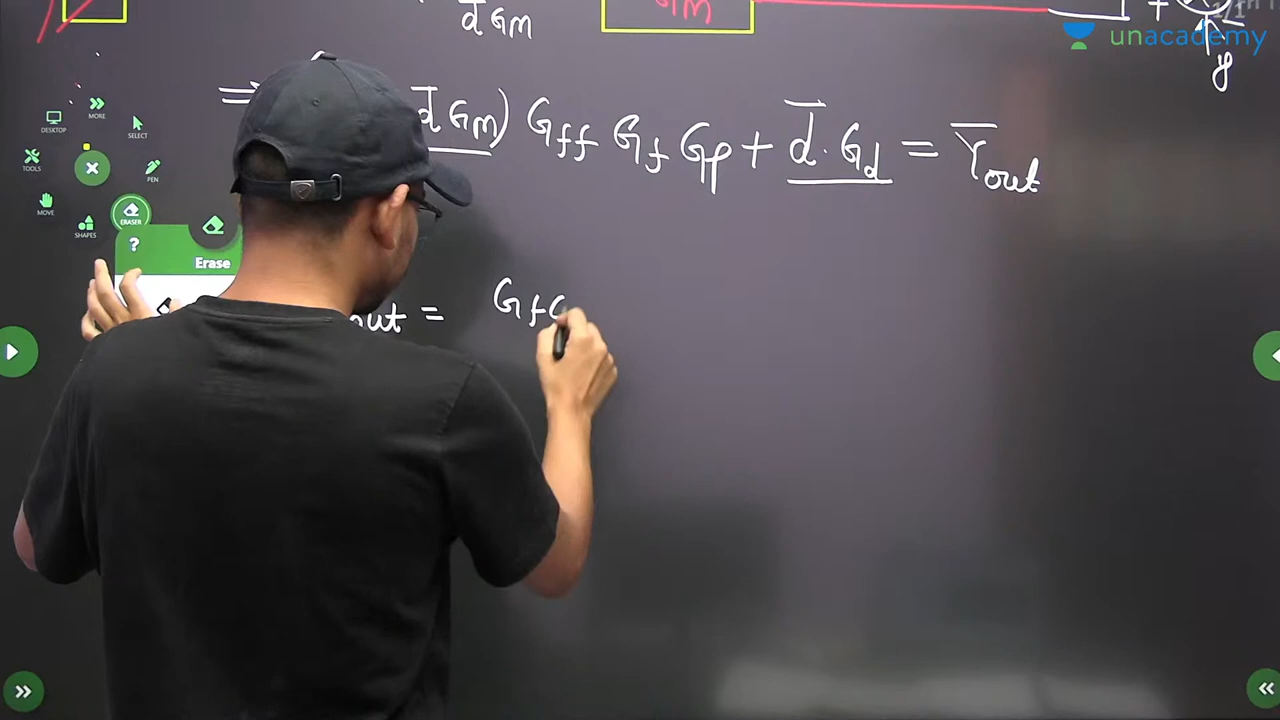 d̄ Gm
Gm
+
unacademy
y
⇒ d̄ Gm) Gff Gf Gp + d̄ · Gd = Ȳout
MORE
DESKTOP
SELECT
TOOLS
PEN
MOVE
ERASER
SHAPES
?
Erase
out = Gf